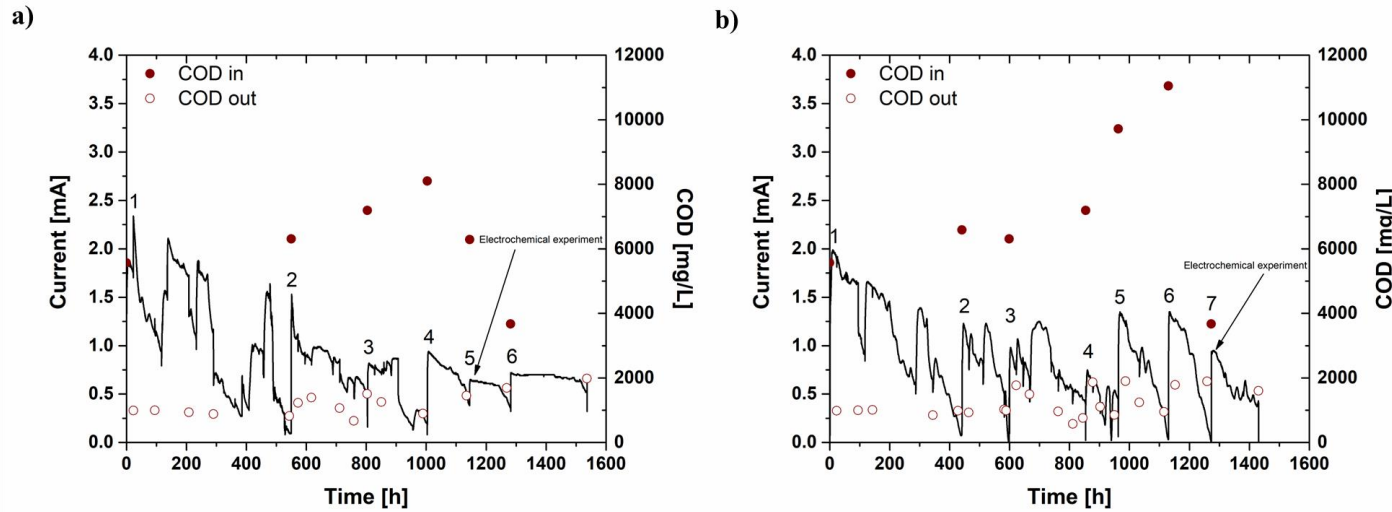 a)
COD in
COD out
4.0
3.5
3.0
2.5
2.0
1.5
1.0
0.5
0.0
Current [mA]
12000
10000
8000
6000
4000
2000
0
COD [mg/L]
0 200 400 600 800 1000 1200 1400 1600
Time [h]
1
2
3
4
5
6
Electrochemical experiment
b)
COD in
COD out
4.0
3.5
3.0
2.5
2.0
1.5
1.0
0.5
0.0
Current [mA]
12000
10000
8000
6000
4000
2000
0
COD [mg/L]
0 200 400 600 800 1000 1200 1400 1600
Time [h]
1
2
3
4
5
6
7
Electrochemical experiment